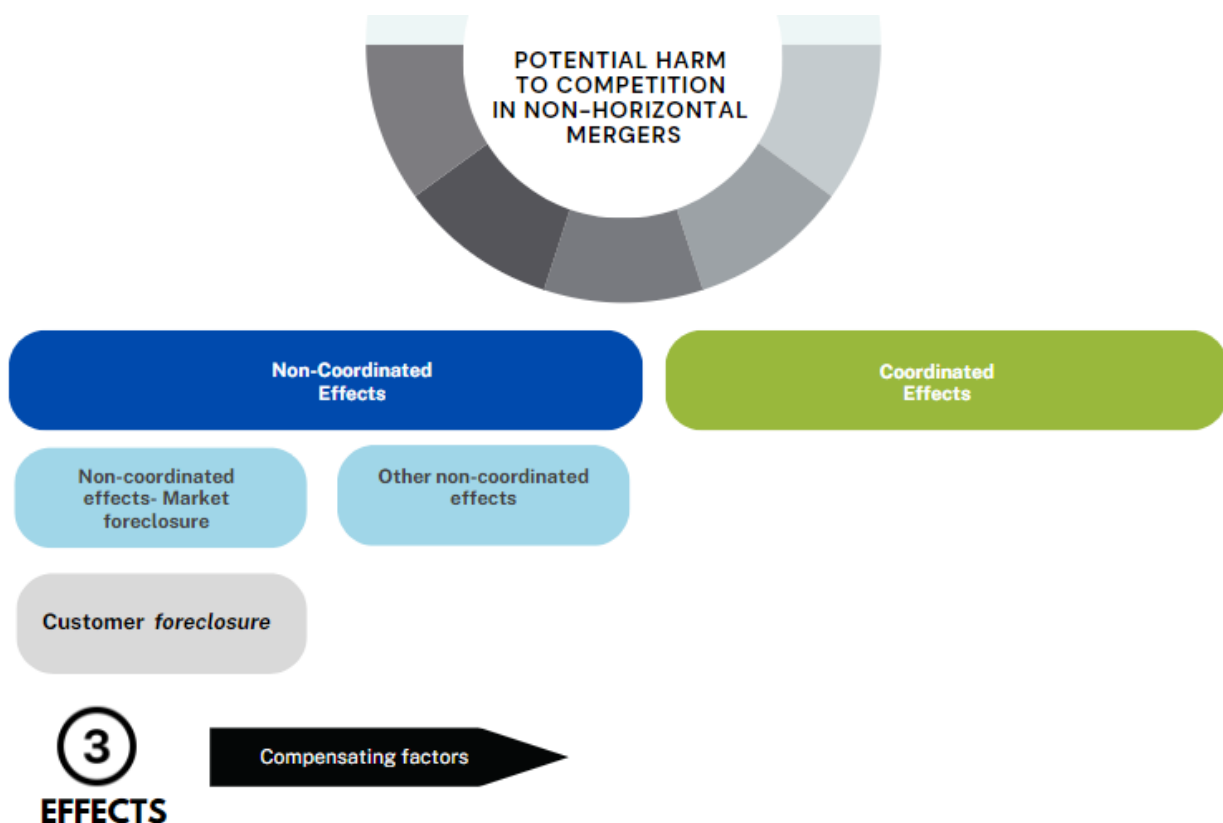 POTENTIAL HARM
TO COMPETITION
IN NON-HORIZONTAL
MERGERS
Non-Coordinated
Effects
Coordinated
Effects
Non-coordinated
effects- Market
foreclosure
Other non-coordinated
effects
Customer foreclosure
3
EFFECTS
Compensating factors